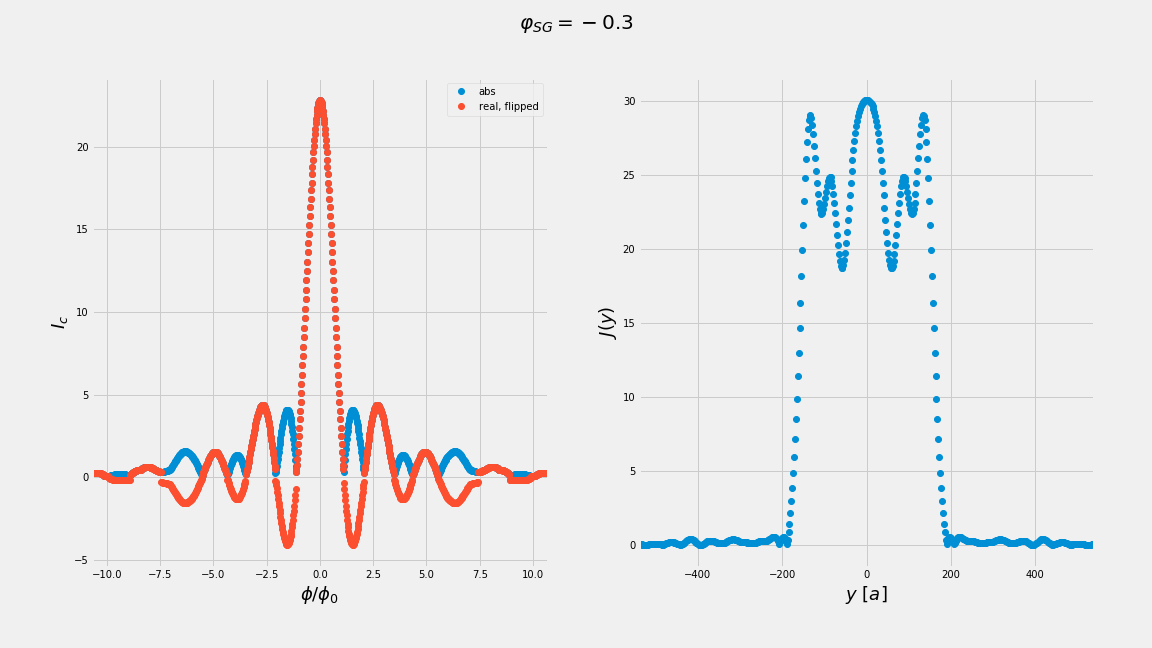 φ_SG = −0.3
abs
real, flipped
I_c
20
15
10
5
0
−5
−10.0 −7.5 −5.0 −2.5 0.0 2.5 5.0 7.5 10.0
ϕ/ϕ_0
J(y)
30
25
20
15
10
5
0
−400 −200 0 200 400
y [a]